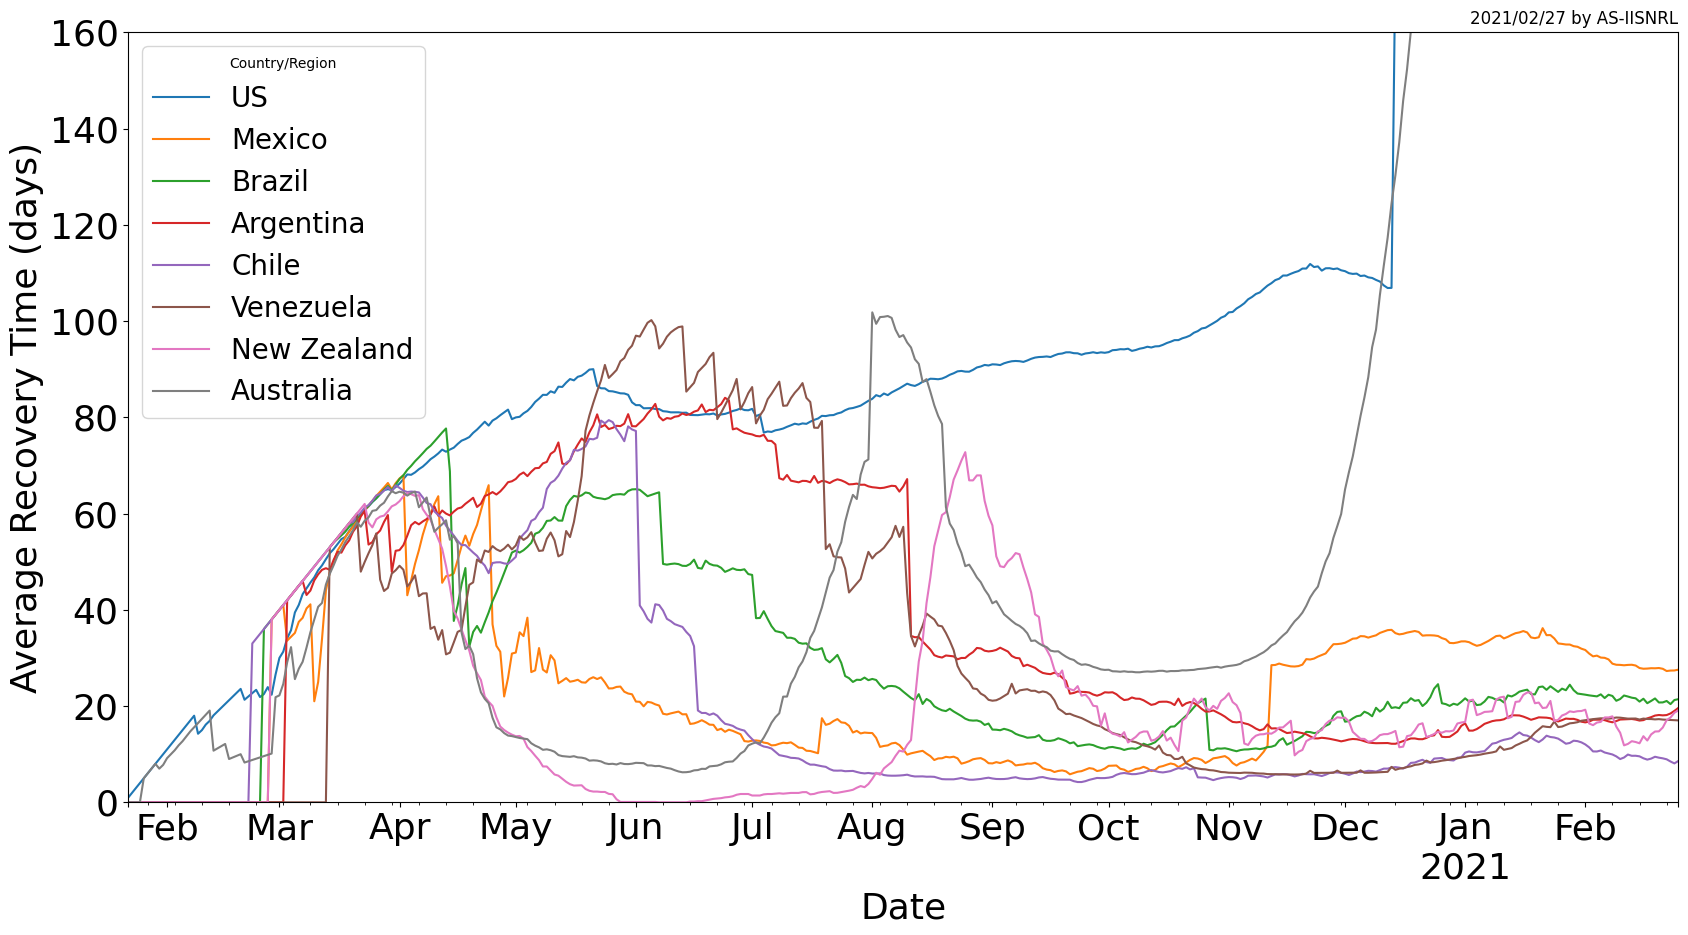 2021/02/27 by AS-IISNRL
160
140
120
100
80
60
40
20
0
Average Recovery Time (days)
Country/Region
US
Mexico
Brazil
Argentina
Chile
Venezuela
New Zealand
Australia
Feb Mar Apr May Jun Jul Aug Sep Oct Nov Dec Jan Feb
2021
Date